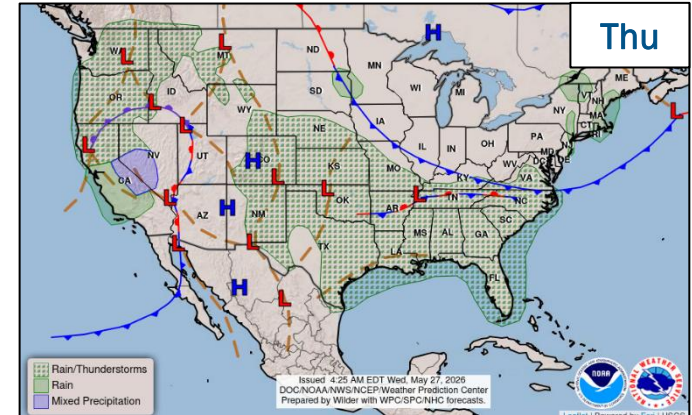 Thu
H
WA
L
MT
L
ND
MN
ME
OR
ID
L
SD
WI
MI
VT
NH
NY
MA
CT
RI
L
WY
IA
PA
L
NV
L
UT
NE
IL
IN
OH
MD
DC
DE
WV
VA
H
CO
KS
MO
KY
CA
L
AZ
H
NM
L
OK
L
AR
L
TN
NC
SC
L
L
TX
LA
MS
AL
GA
FL
H
L
Rain/Thunderstorms
Rain
Mixed Precipitation
Issued 4:25 AM EDT Wed, May 27, 2026
DOC/NOAA/NWS/NCEP/Weather Prediction Center
Prepared by Wilder with WPC/SPC/NHC forecasts.
NOAA
NATIONAL WEATHER SERVICE